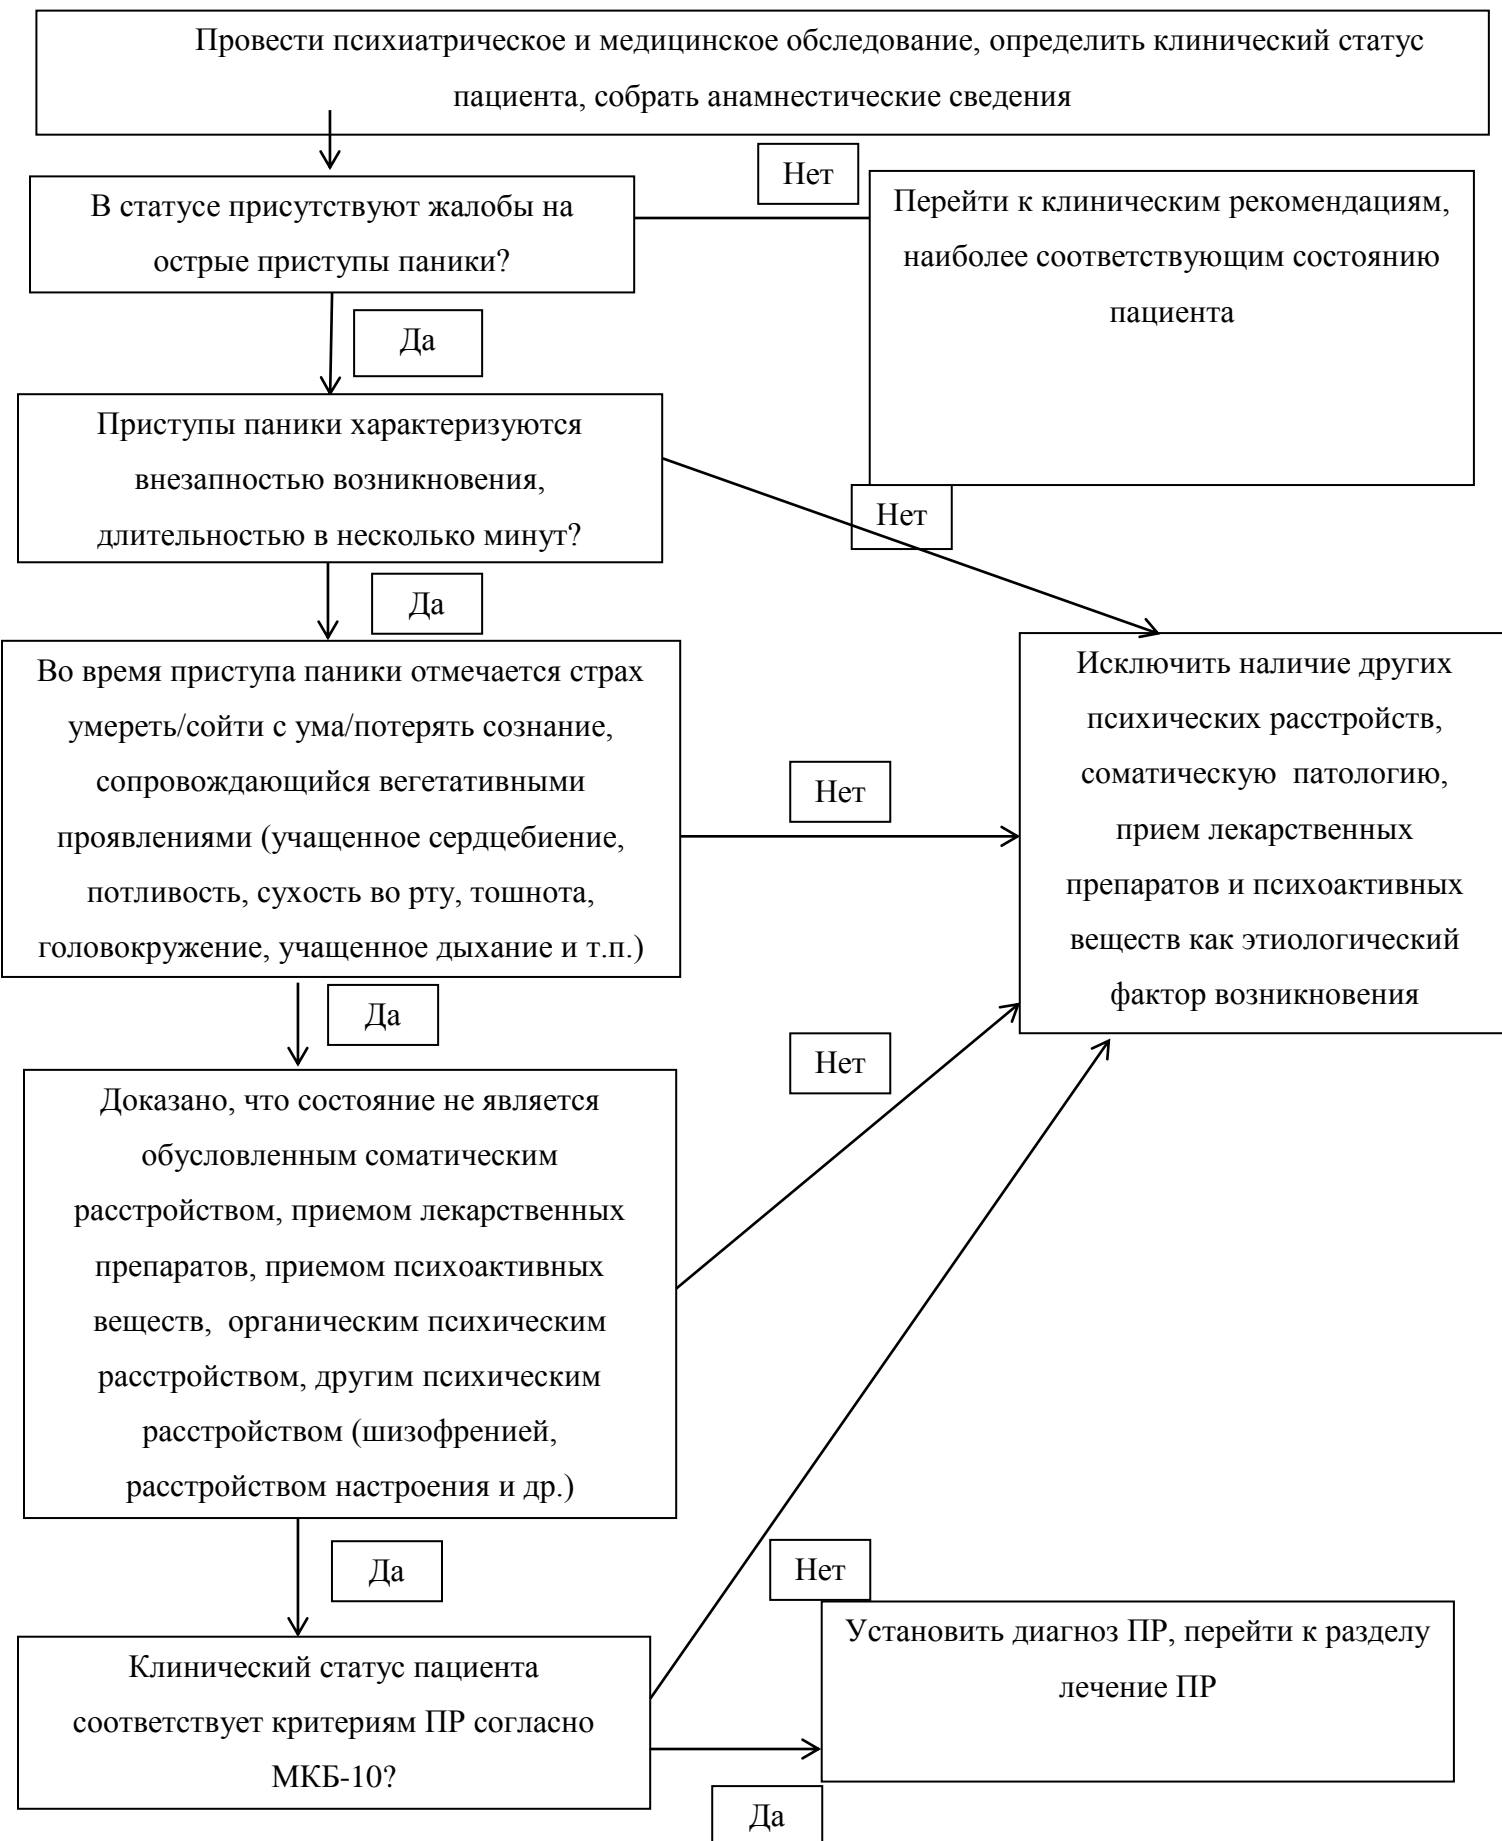 Провести психиатрическое и медицинское обследование, определить клинический статус
пациента, собрать анамнестические сведения
Нет
В статусе присутствуют жалобы на
острые приступы паники?
Перейти к клиническим рекомендациям,
наиболее соответствующим состоянию
пациента
Да
Приступы паники характеризуются
внезапностью возникновения,
длительностью в несколько минут?
Нет
Да
Во время приступа паники отмечается страх
умереть/сойти с ума/потерять сознание,
сопровождающийся вегетативными
проявлениями (учащенное сердцебиение,
потливость, сухость во рту, тошнота,
головокружение, учащенное дыхание и т.п.)
Нет
Исключить наличие других
психических расстройств,
соматическую патологию,
прием лекарственных
препаратов и психоактивных
веществ как этиологический
фактор возникновения
Да
Нет
Доказано, что состояние не является
обусловленным соматическим
расстройством, приемом лекарственных
препаратов, приемом психоактивных
веществ, органическим психическим
расстройством, другим психическим
расстройством (шизофренией,
расстройством настроения и др.)
Да
Нет
Клинический статус пациента
соответствует критериям ПР согласно
МКБ-10?
Установить диагноз ПР, перейти к разделу
лечение ПР
Да